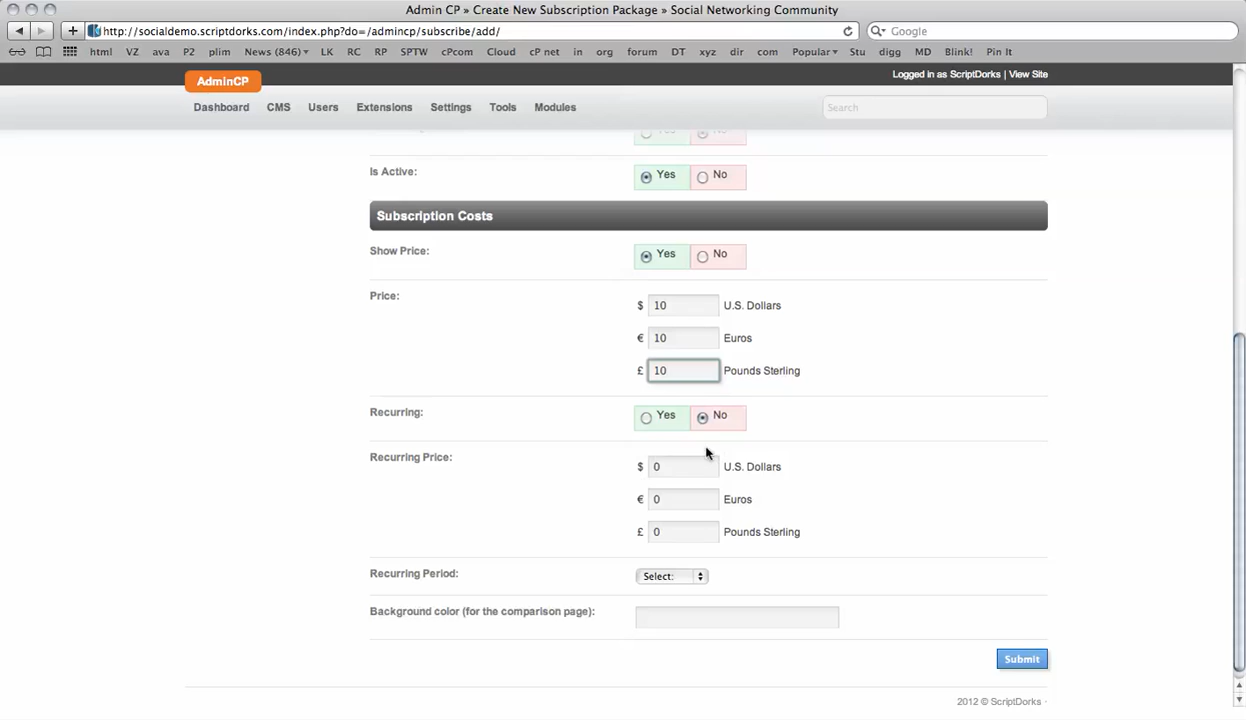 Admin CP » Create New Subscription Package » Social Networking Community
http://socialdemo.scriptdorks.com/index.php?do=/admincp/subscribe/add/
Google
html VZ ava P2 plim News (846) LK RC RP SPTW cPcom Cloud cP net in org forum DT xyz dir com Popular Stu digg MD Blink! Pin It
AdminCP
Logged in as ScriptDorks | View Site
Dashboard CMS Users Extensions Settings Tools Modules
Search
Yes No
Is Active:
Yes No
Subscription Costs
Show Price:
Yes No
Price:
$ 10 U.S. Dollars
€ 10 Euros
£ 10 Pounds Sterling
Recurring:
Yes No
Recurring Price:
$ 0 U.S. Dollars
€ 0 Euros
£ 0 Pounds Sterling
Recurring Period:
Select:
Background color (for the comparison page):
Submit
2012 © ScriptDorks ·